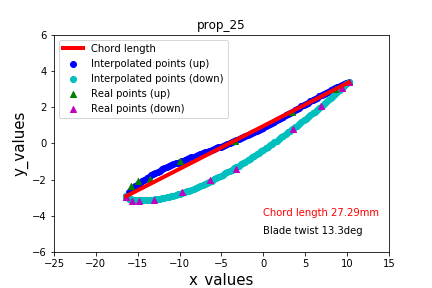 prop_25
6
4
2
0
−2
−4
−6
y_values
Chord length
Interpolated points (up)
Interpolated points (down)
Real points (up)
Real points (down)
Chord length 27.29mm
Blade twist 13.3deg
−25 −20 −15 −10 −5 0 5 10 15
x_values